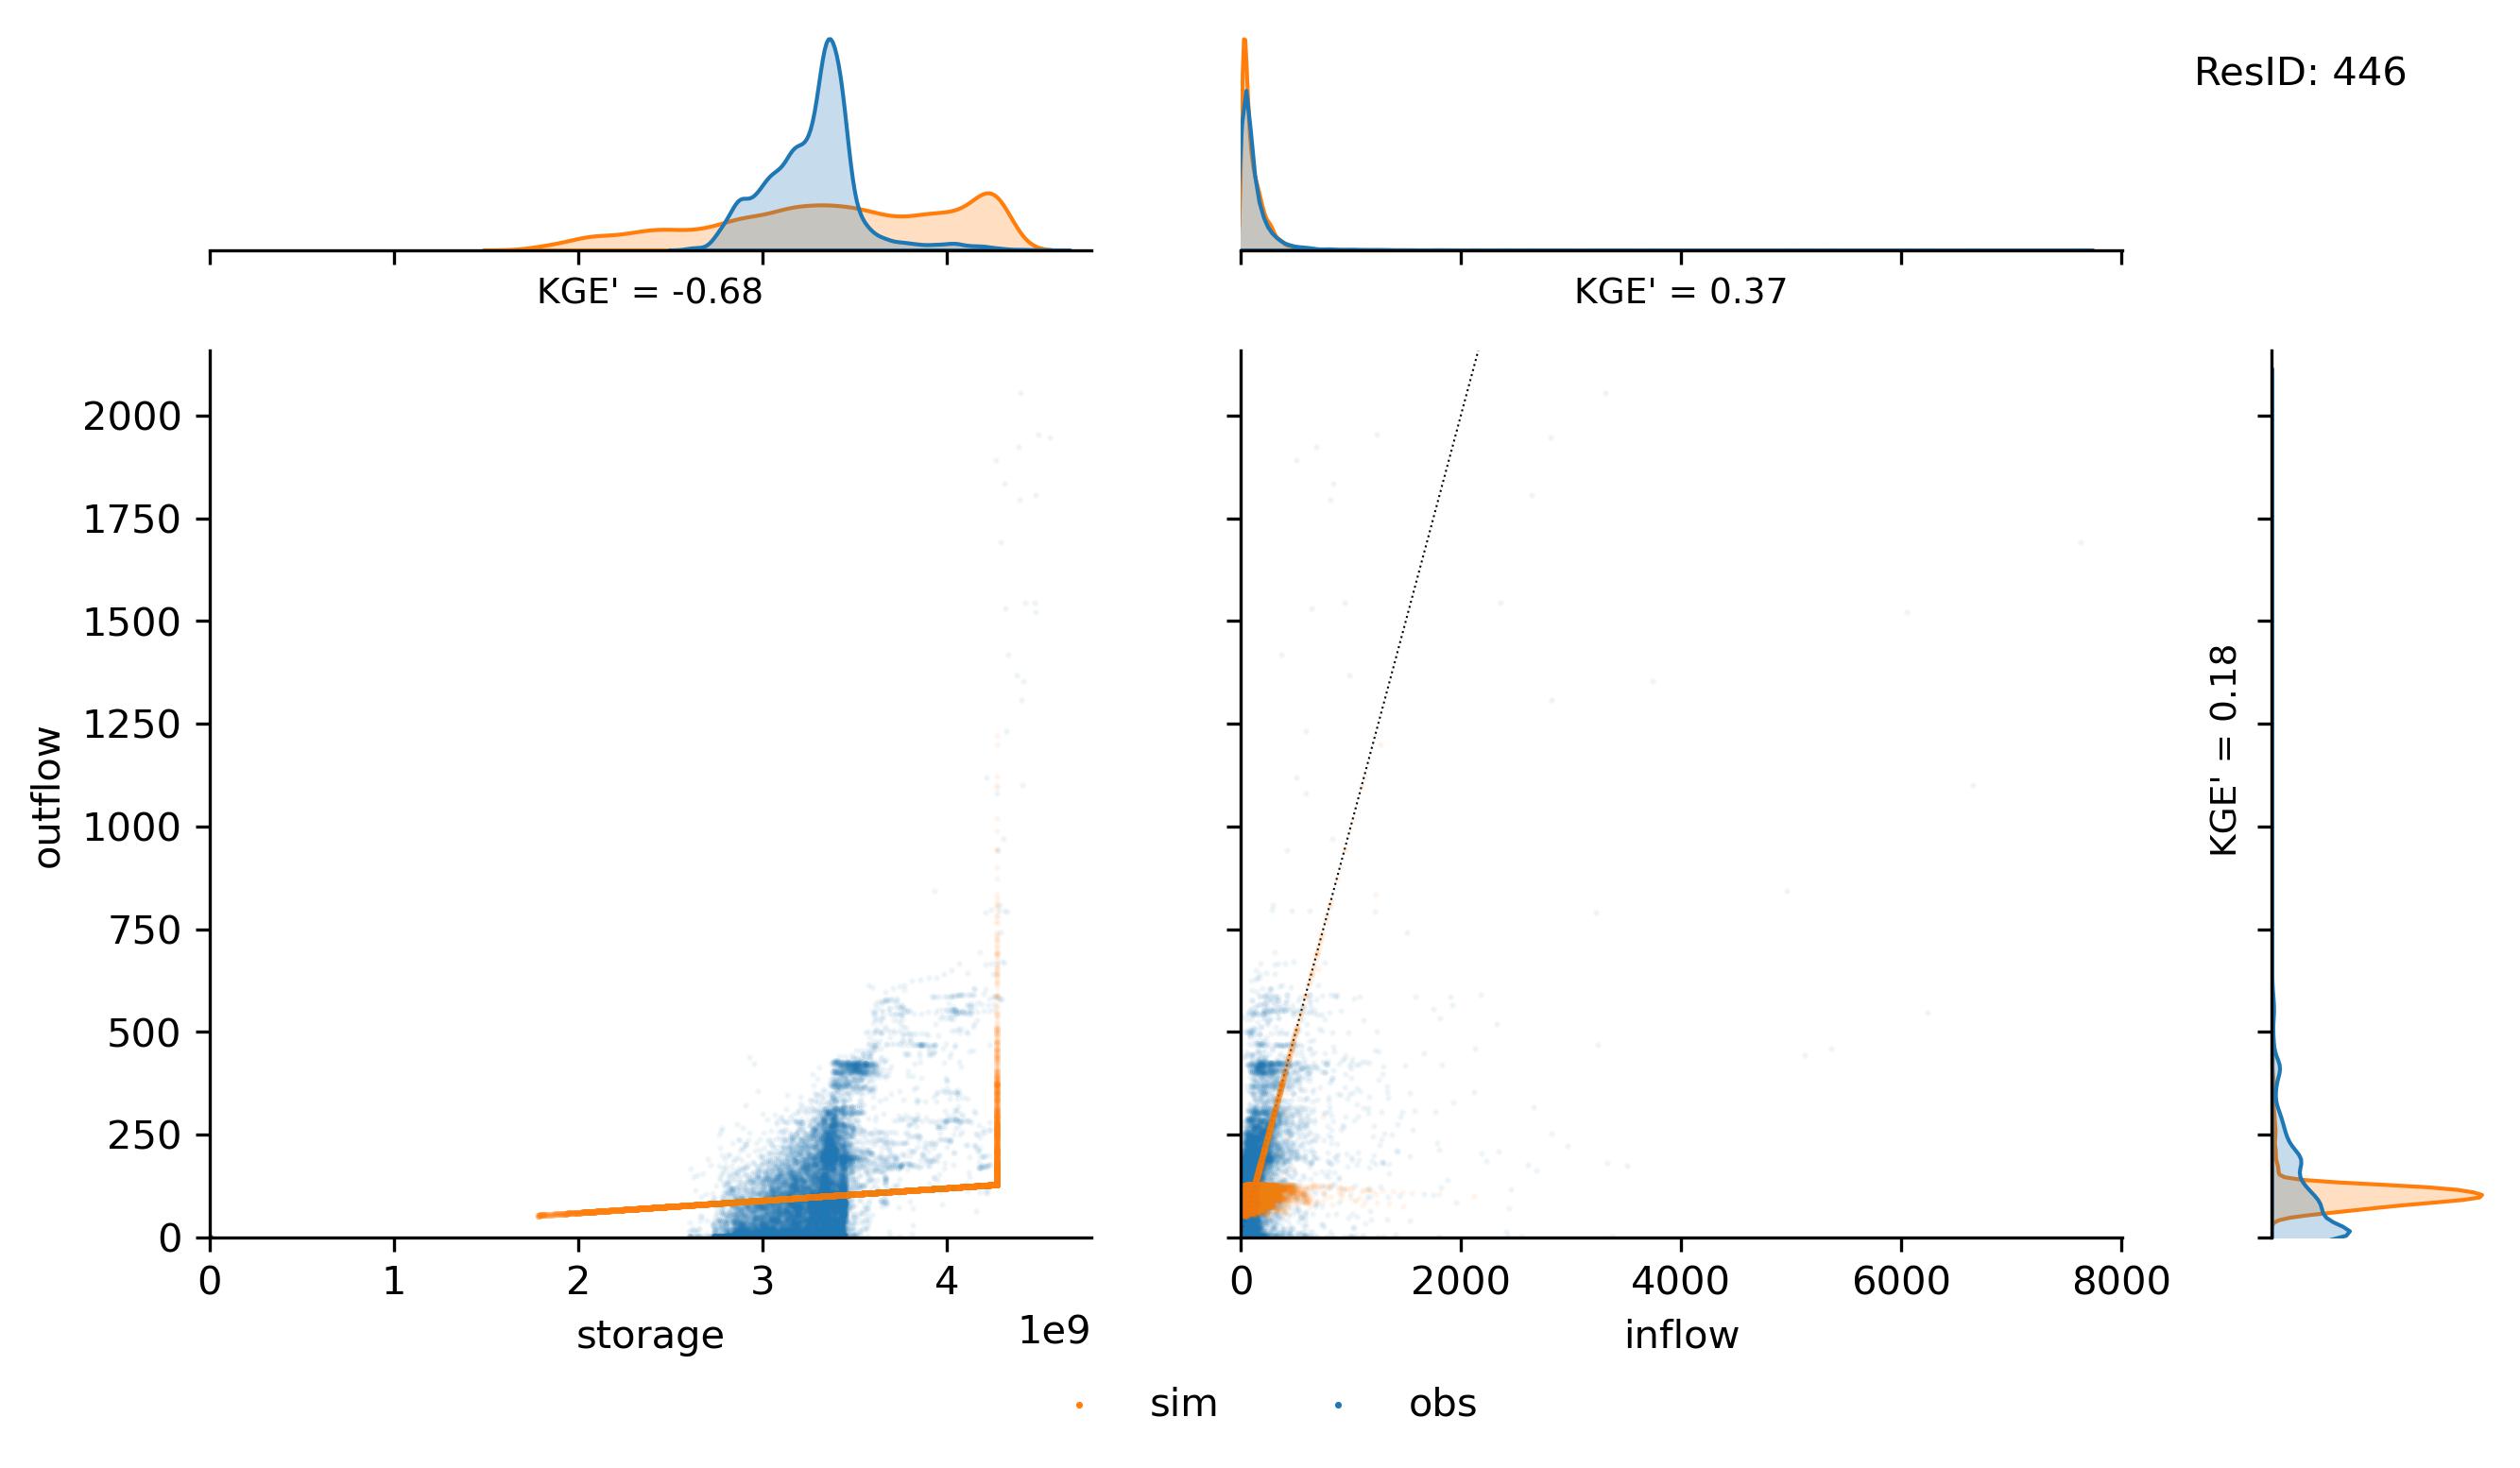 ResID: 446
KGE' = -0.68
KGE' = 0.37
outflow
2000
1750
1500
1250
1000
750
500
250
0
KGE' = 0.18
0 1 2 3 4
0 2000 4000 6000 8000
storage
1e9
inflow
sim obs